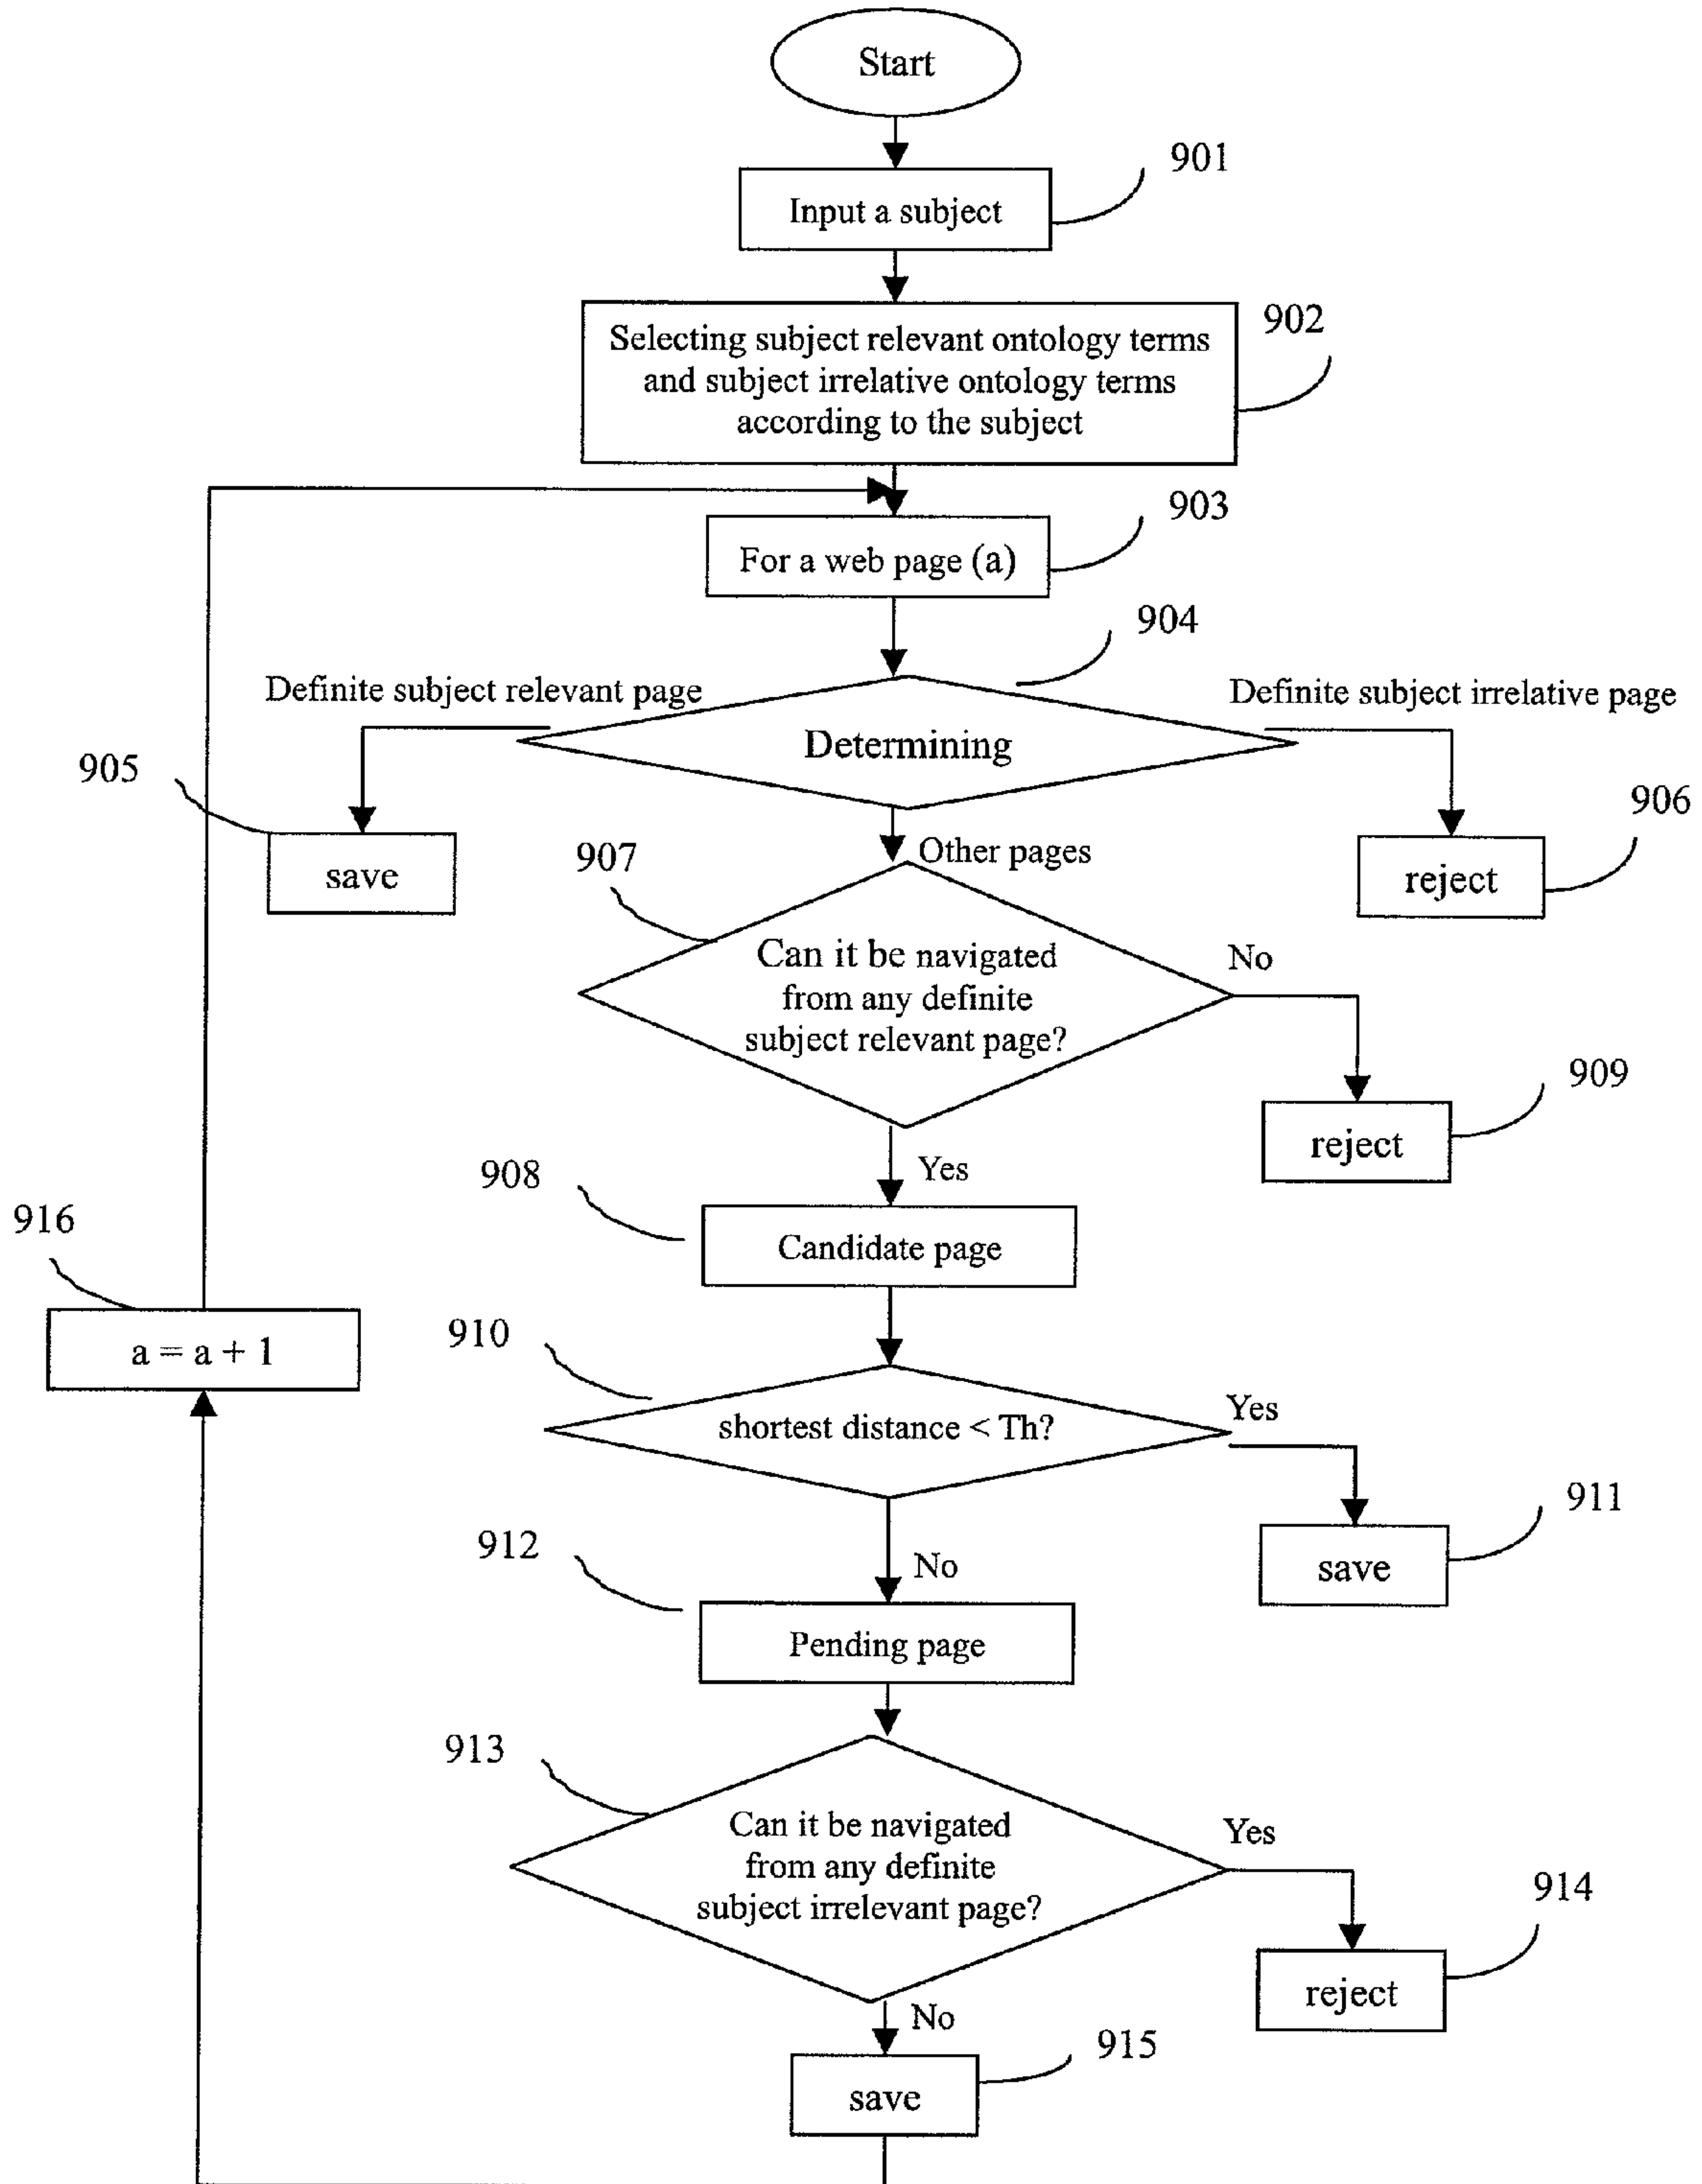 Start
901
Input a subject
902
Selecting subject relevant ontology terms
and subject irrelative ontology terms
according to the subject
903
For a web page (a)
904
Definite subject relevant page
Definite subject irrelative page
Determining
905
save
906
reject
Other pages
907
Can it be navigated
from any definite
subject relevant page?
No
909
reject
Yes
908
Candidate page
916
a = a + 1
910
shortest distance < Th?
Yes
911
save
912
No
Pending page
913
Can it be navigated
from any definite
subject irrelevant page?
Yes
914
reject
No
915
save